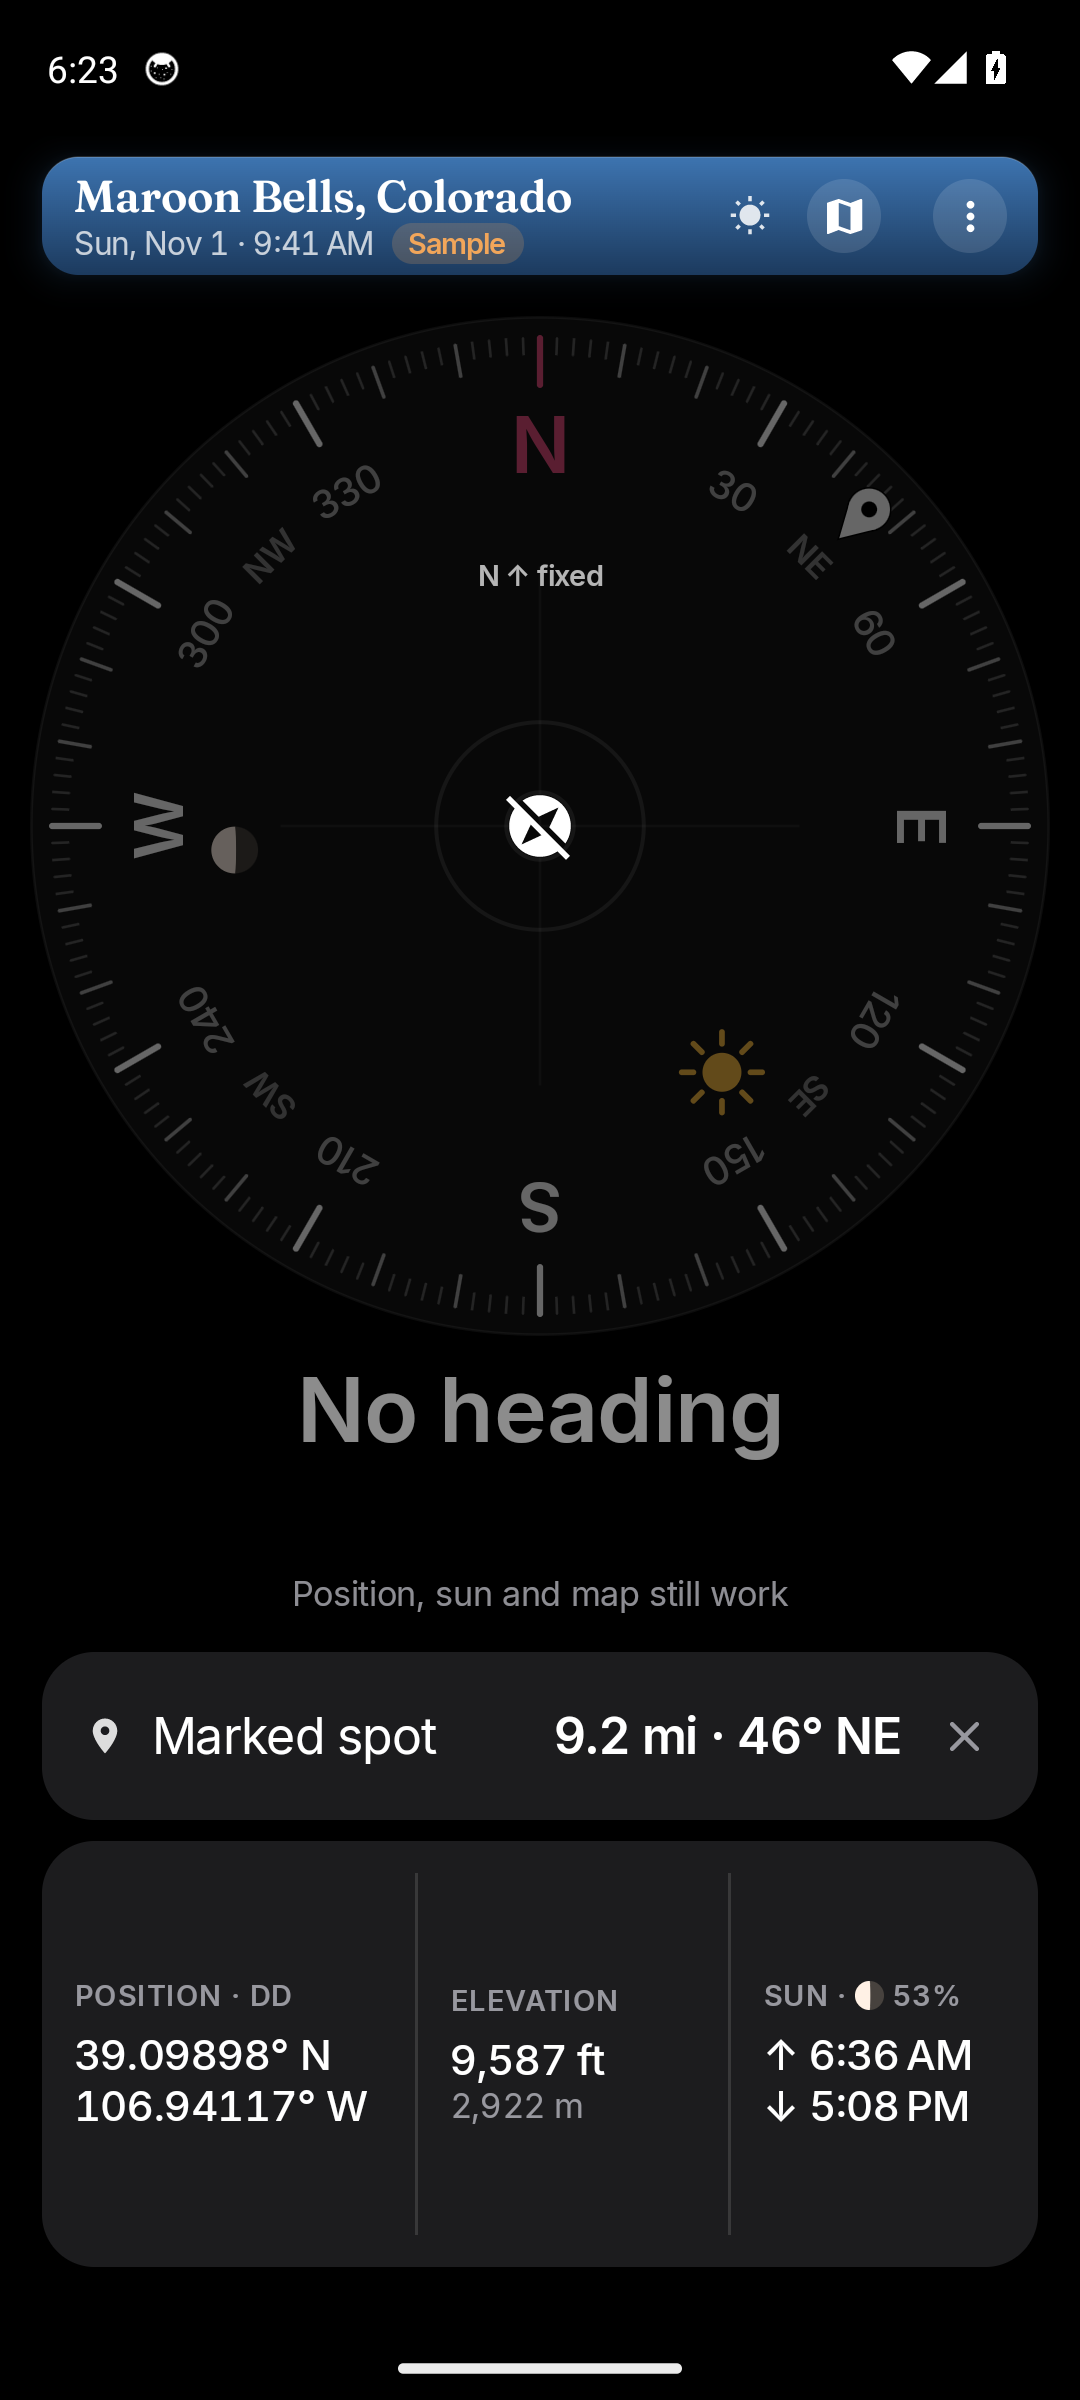 6:23
Maroon Bells, Colorado
Sun, Nov 1 · 9:41 AM Sample
N
330
30
NW
NE
N ↑ fixed
300
60
W
E
240
120
SW
SE
210
150
S
No heading
Position, sun and map still work
Marked spot 9.2 mi · 46° NE
POSITION · DD
39.09898° N
106.94117° W
ELEVATION
9,587 ft
2,922 m
SUN · 53%
↑ 6:36 AM
↓ 5:08 PM